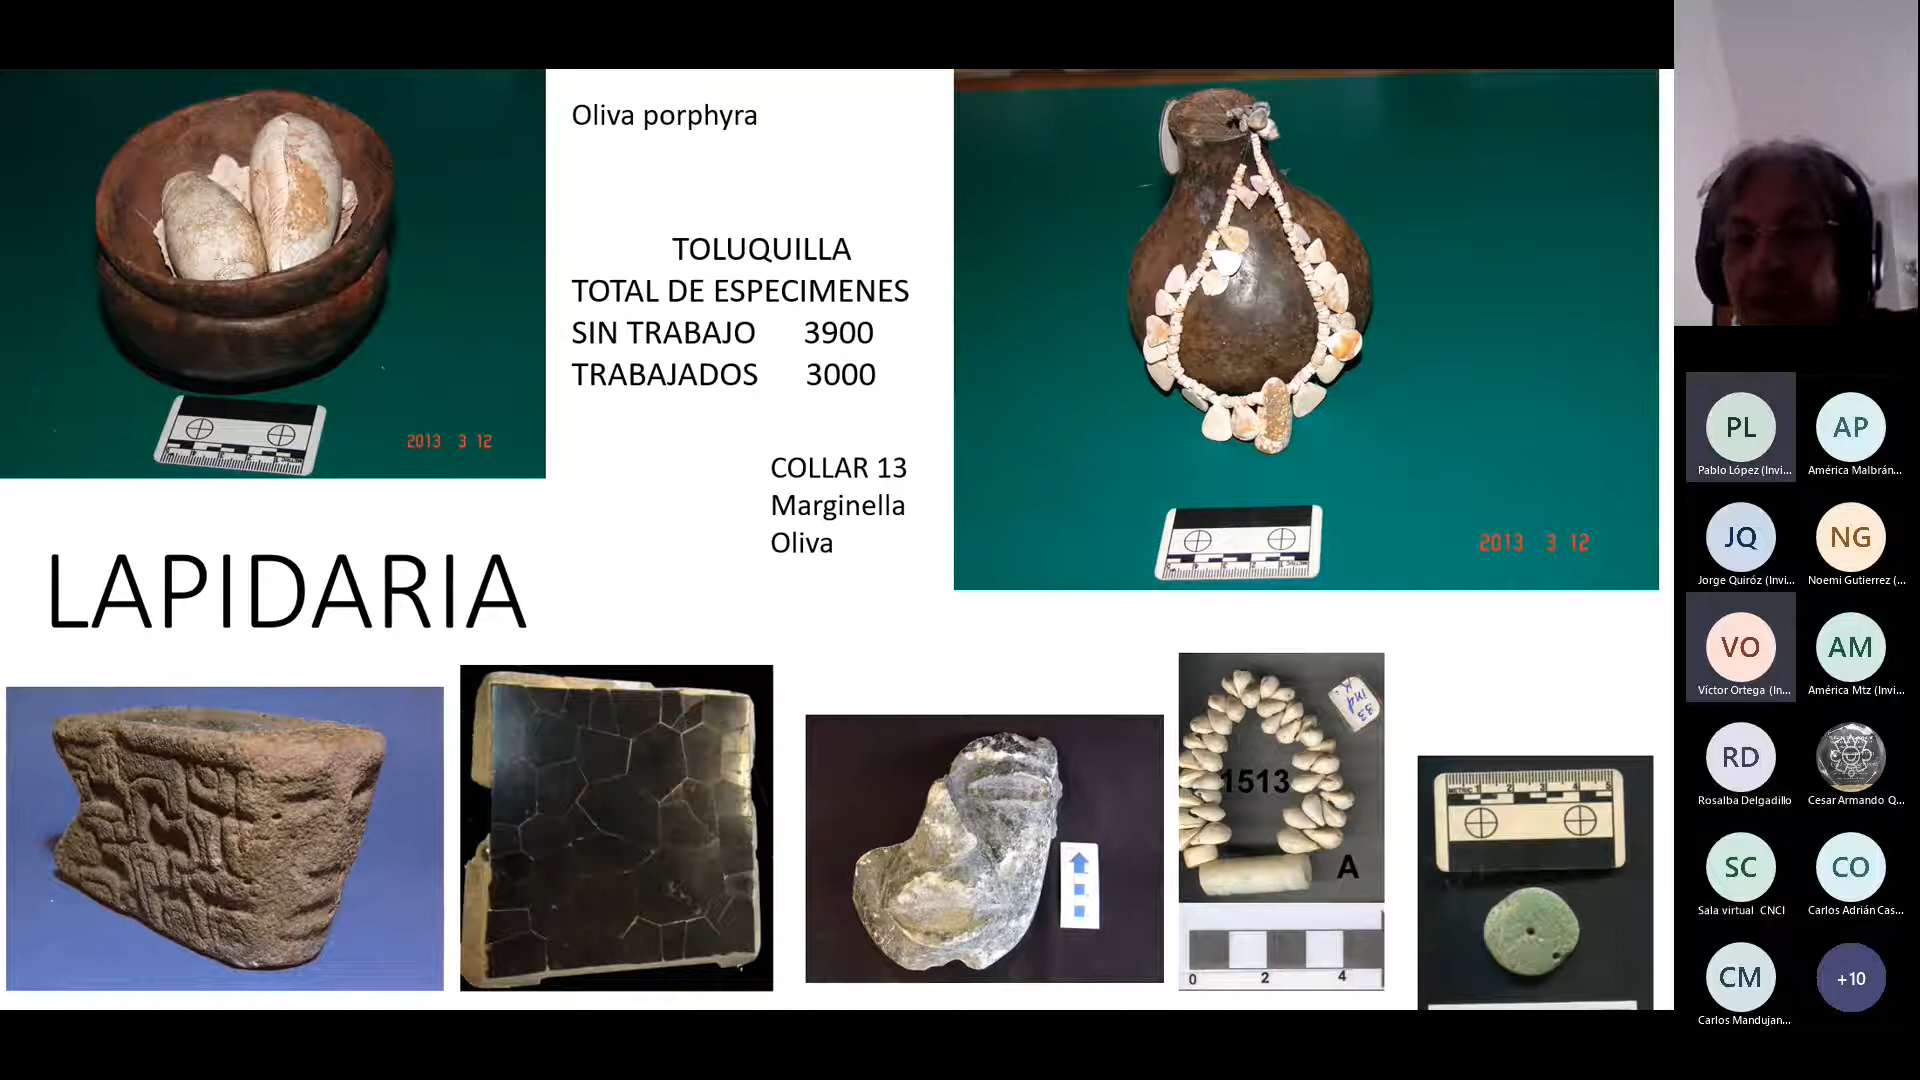 Oliva porphyra
TOLUQUILLA
TOTAL DE ESPECIMENES
SIN TRABAJO 3900
TRABAJADOS 3000
COLLAR 13
Marginella
Oliva
2013 3 12
2013 3 12
LAPIDARIA
1513
A
0 2 4
PL
Pablo López (Invi...
AP
América Malbrán...
JQ
Jorge Quiróz (Invi...
NG
Noemi Gutierrez (...
VO
Víctor Ortega (In...
AM
América Mtz (Invi...
RD
Rosalba Delgadillo
Cesar Armando Q...
SC
Sala virtual CNCI
CO
Carlos Adrián Cas...
CM
Carlos Mandujan...
+10